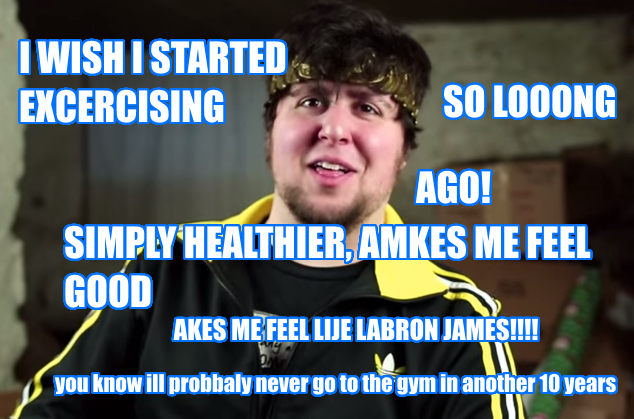 I WISH I STARTED
EXCERCISING
SO LOOONG
AGO!
SIMPLY HEALTHIER, AMKES ME FEEL
GOOD
AKES ME FEEL LIJE LABRON JAMES!!!!
you know ill probbaly never go to the gym in another 10 years